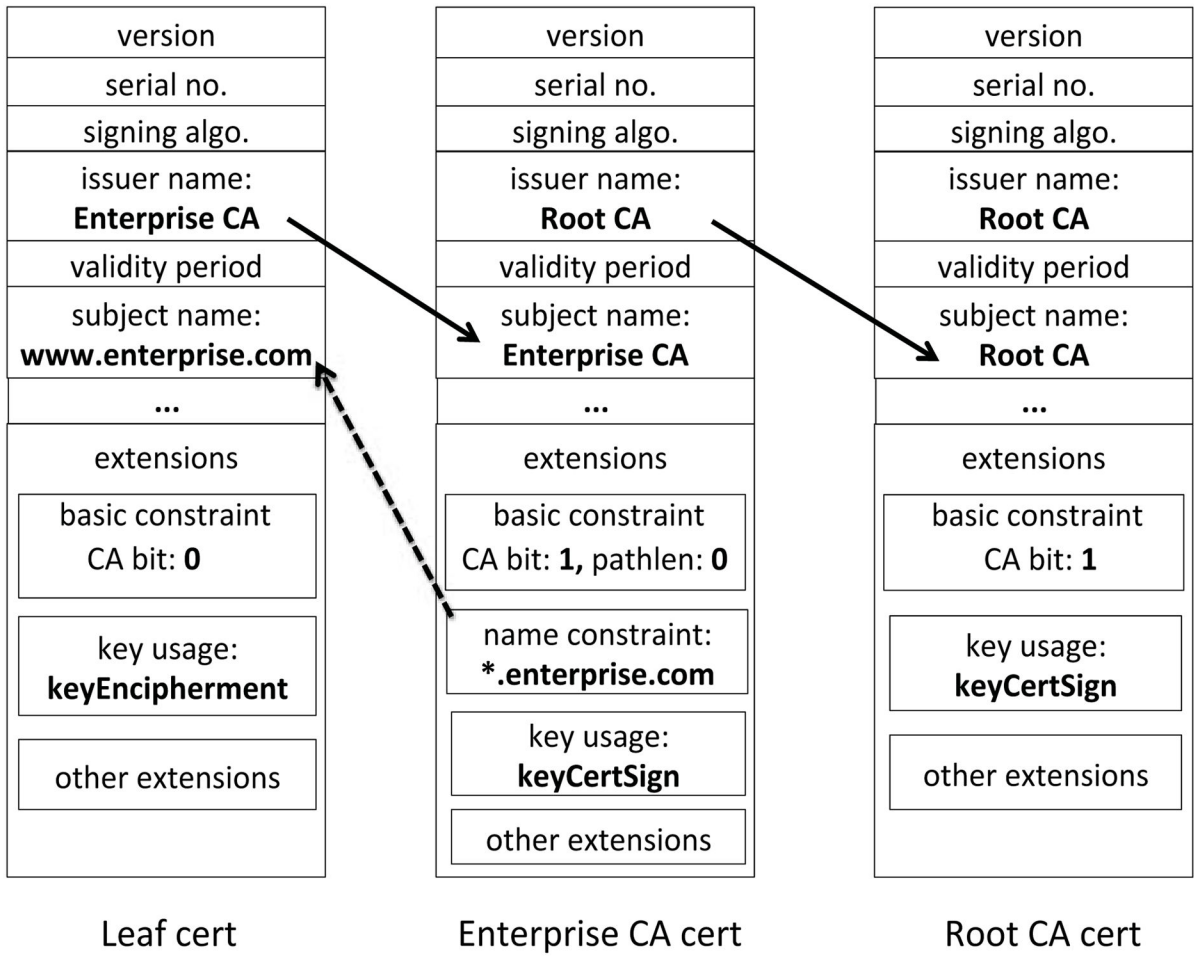 version
serial no.
signing algo.
issuer name:
Enterprise CA
validity period
subject name:
www.enterprise.com
...
extensions
basic constraint
CA bit: 0
key usage:
keyEncipherment
other extensions
Leaf cert
version
serial no.
signing algo.
issuer name:
Root CA
validity period
subject name:
Enterprise CA
...
extensions
basic constraint
CA bit: 1, pathlen: 0
name constraint:
*.enterprise.com
key usage:
keyCertSign
other extensions
Enterprise CA cert
version
serial no.
signing algo.
issuer name:
Root CA
validity period
subject name:
Root CA
...
extensions
basic constraint
CA bit: 1
key usage:
keyCertSign
other extensions
Root CA cert